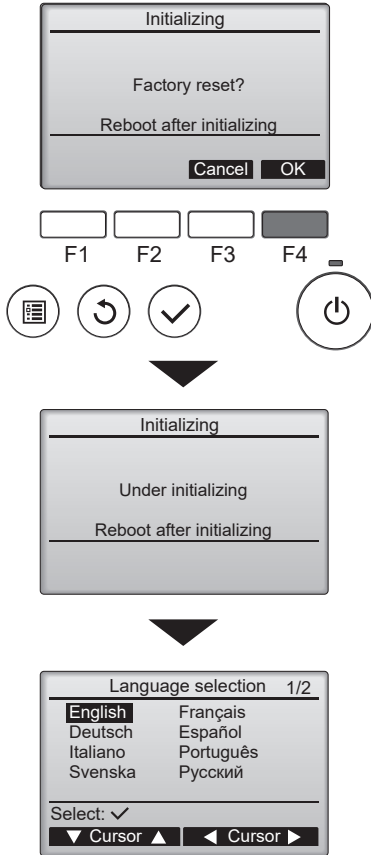 Initializing
Factory reset?
Reboot after initializing
Cancel OK
F1 F2 F3 F4
Initializing
Under initializing
Reboot after initializing
Language selection 1/2
English Français
Deutsch Español
Italiano Português
Svenska Русский
Select: ✓
▼ Cursor ▲ ◀ Cursor ▶